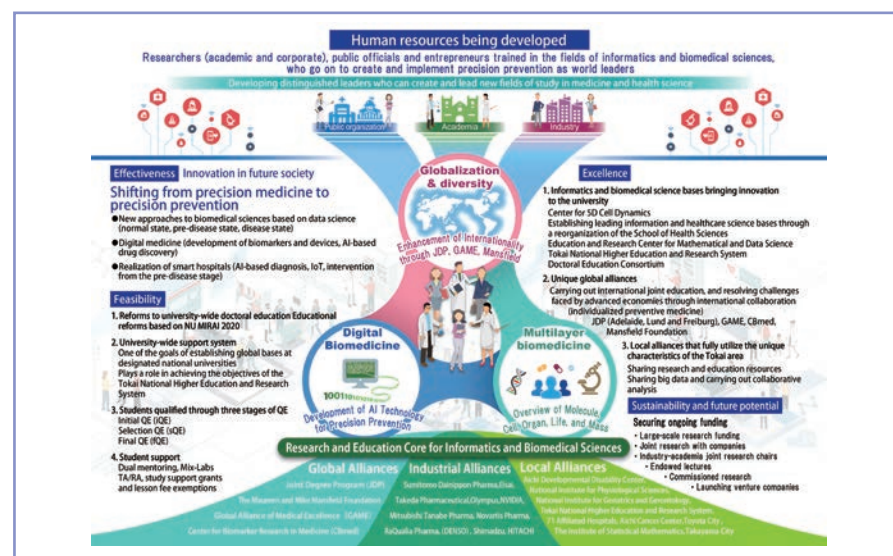 Human resources being developed
Researchers (academic and corporate), public officials and entrepreneurs trained in the fields of informatics and biomedical sciences,
who go on to create and implement precision prevention as world leaders
Developing distinguished leaders who can create and lead new fields of study in medicine and health science
Public organization
Academia
Industry
Effectiveness
Innovation in future society
Shifting from precision medicine to
precision prevention
●New approaches to biomedical sciences based on data science
(normal state, pre-disease state, disease state)
●Digital medicine (development of biomarkers and devices, AI-based
drug discovery)
●Realization of smart hospitals (AI-based diagnosis, IoT, intervention
from the pre-disease stage)
Feasibility
1. Reforms to university-wide doctoral education Educational
reforms based on NU MIRAI 2020
2. University-wide support system
One of the goals of establishing global bases at
designated national universities
Plays a role in achieving the objectives of the
Tokai National Higher Education and Research
System
3. Students qualified through three stages of QE
Initial QE (iQE)
Selection QE (sQE)
Final QE (fQE)
4. Student support
Dual mentoring, Mix-Labs
TA/RA, study support grants
and lesson fee exemptions
Globalization
& diversity
Enhancement of internationality
through JDP, GAME, Mansfield
Digital
Biomedicine
100110
Development of AI Technology
for Precision Prevention
Multilayer
biomedicine
Overview of Molecule,
Cell, Organ, Life, and Mass
Excellence
1. Informatics and biomedical science bases bringing innovation
to the university
Center for 5D Cell Dynamics
Establishing leading information and healthcare science bases through
a reorganization of the School of Health Sciences
Education and Research Center for Mathematical and Data Science
Tokai National Higher Education and Research System
Doctoral Education Consortium
2. Unique global alliances
Carrying out international joint education, and resolving challenges
faced by advanced economies through international collaboration
(individualized preventive medicine)
JDP (Adelaide, Lund and Freiburg), GAME, CBmed,
Mansfield Foundation
3. Local alliances that fully utilize the unique
characteristics of the Tokai area
Sharing research and education resources
Sharing big data and carrying out collaborative
analysis
Sustainability and future potential
Securing ongoing funding
・Large-scale research funding
・Joint research with companies
・Industry-academia joint research chairs
・Endowed lectures
・Commissioned research
・Launching venture companies
Research and Education Core for Informatics and Biomedical Sciences
Global Alliances
Joint Degree Program (JDP)
The Maureen and Mike Mansfield Foundation
Global Alliance of Medical Excellence (GAME)
Center for Biomarker Research in Medicine (CBmed)
Industrial Alliances
Sumitomo Dainippon Pharma, Eisai,
Takeda Pharmaceutical, Olympus, NVIDIA,
Mitsubishi Tanabe Pharma, Novartis Pharma,
RaQualia Pharma, (DENSO), Shimadzu, HITACHI
Local Alliances
Aichi Developmental Disability Center,
National Institute for Physiological Sciences,
National Institute of Geriatrics and Gerontology,
Tokai National Higher Education and Research System,
71 Affiliated Hospitals, Aichi Cancer Center, Toyota City,
The Institute of Statistical Mathematics, Takayama City